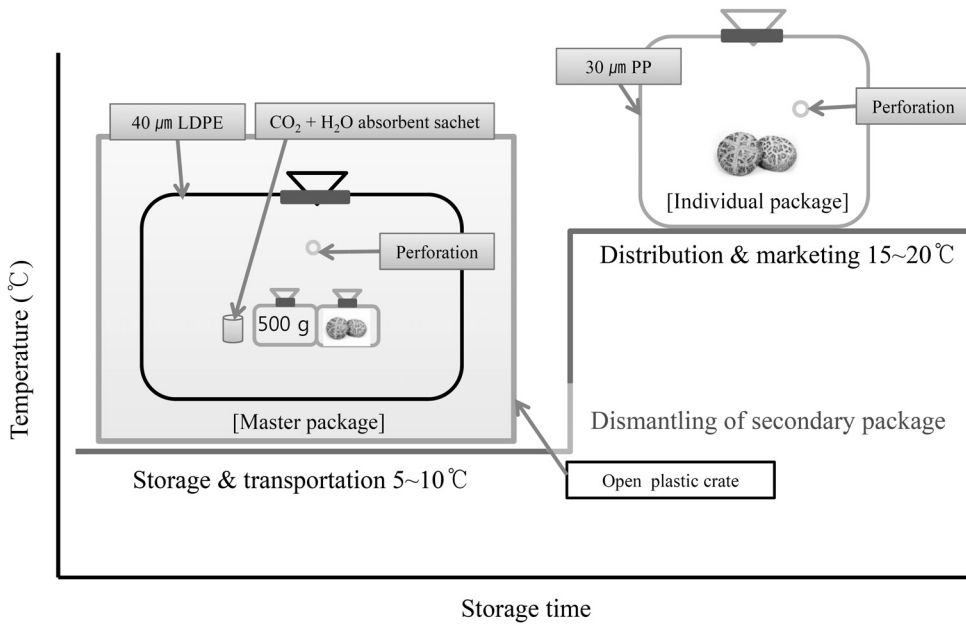 30 ㎛ PP
Perforation
[Individual package]
40 ㎛ LDPE
CO₂ + H₂O absorbent sachet
Perforation
500 g
[Master package]
Distribution & marketing 15~20℃
Dismantling of secondary package
Storage & transportation 5~10℃
Open plastic crate
Temperature (℃)
Storage time